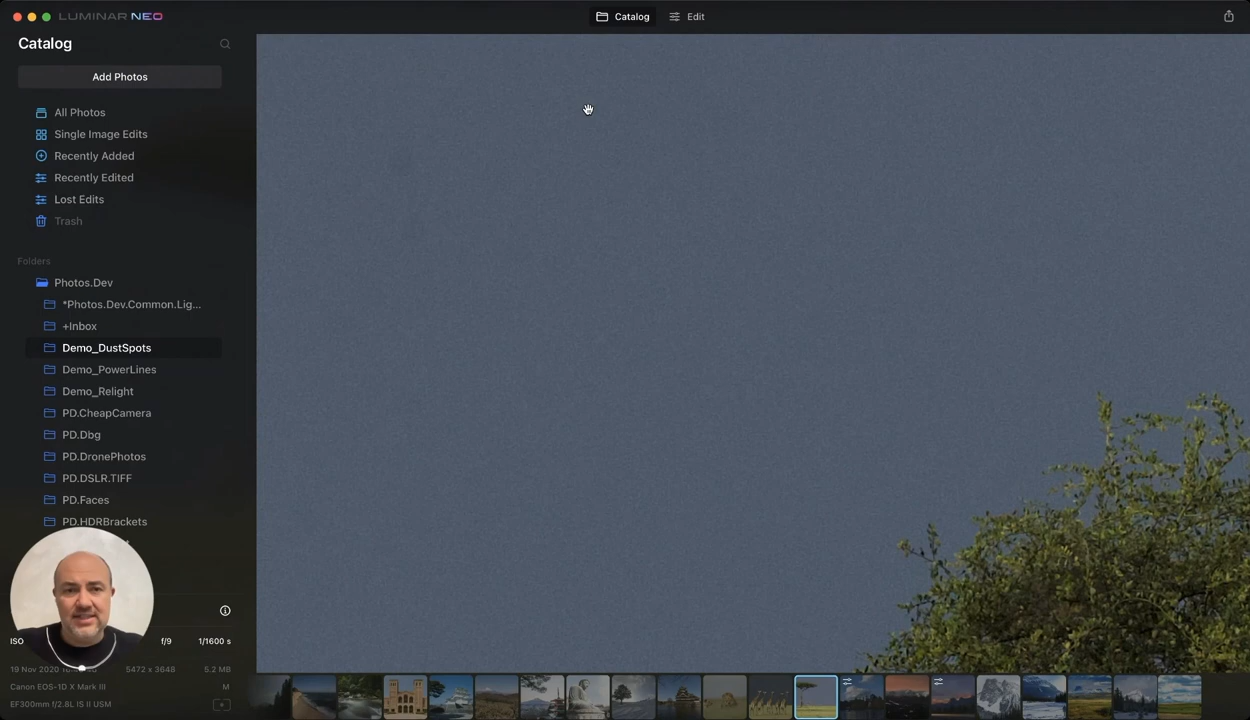 LUMINAR NEO
Catalog
Edit
Catalog
Add Photos
All Photos
Single Image Edits
Recently Added
Recently Edited
Lost Edits
Trash
Folders
Photos.Dev
*Photos.Dev.Common.Lig...
+Inbox
Demo_DustSpots
Demo_PowerLines
Demo_Relight
PD.CheapCamera
PD.Dbg
PD.DronePhotos
PD.DSLR.TIFF
PD.Faces
PD.HDRBrackets
ISO f/9 1/1600 s
19 Nov 2020 5472 x 3648 5.2 MB
Canon EOS-1D X Mark III M
EF300mm f/2.8L IS II USM